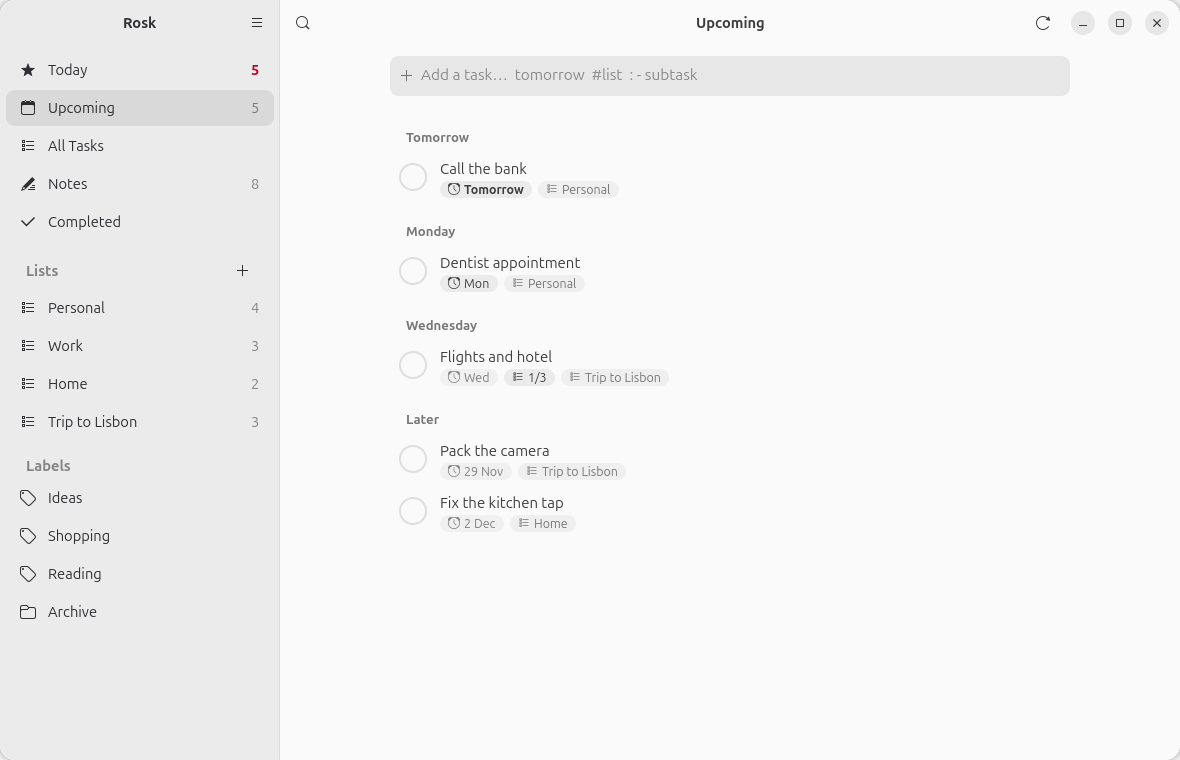 Rosk
Today 5
Upcoming 5
All Tasks
Notes 8
Completed
Lists
Personal 4
Work 3
Home 2
Trip to Lisbon 3
Labels
Ideas
Shopping
Reading
Archive
Upcoming
Add a task… tomorrow #list : - subtask
Tomorrow
Call the bank
Tomorrow Personal
Monday
Dentist appointment
Mon Personal
Wednesday
Flights and hotel
Wed 1/3 Trip to Lisbon
Later
Pack the camera
29 Nov Trip to Lisbon
Fix the kitchen tap
2 Dec Home